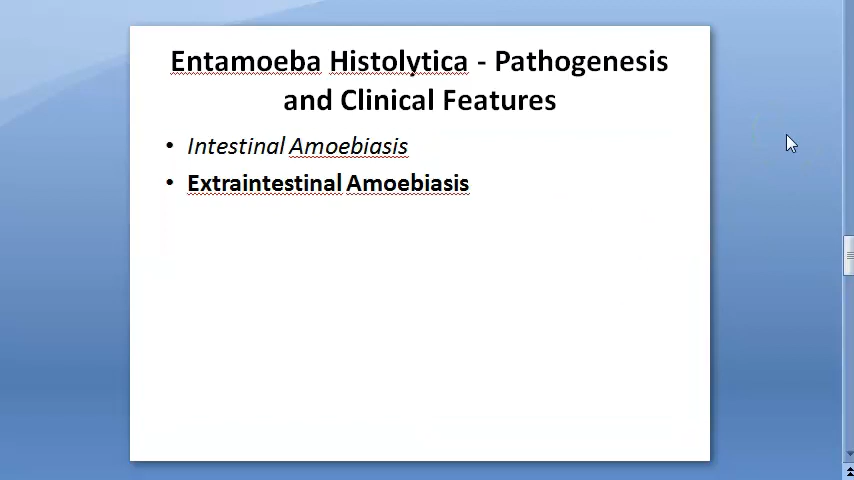 Entamoeba Histolytica - Pathogenesis
and Clinical Features
• Intestinal Amoebiasis
• Extraintestinal Amoebiasis